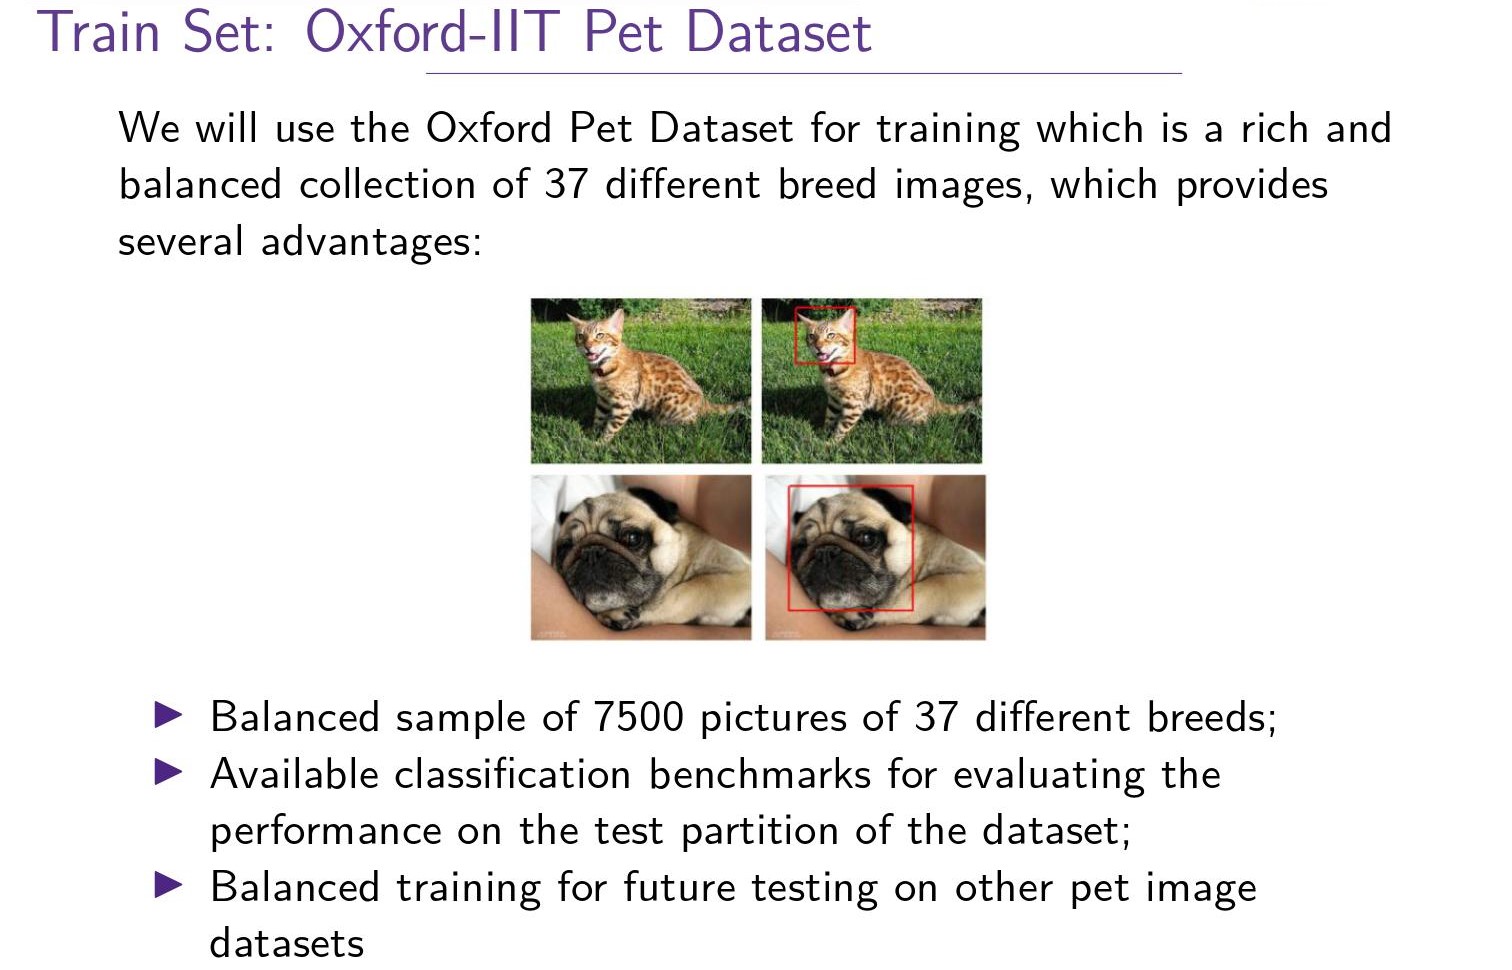 Train Set: Oxford-IIT Pet Dataset
We will use the Oxford Pet Dataset for training which is a rich and
balanced collection of 37 different breed images, which provides
several advantages:
Balanced sample of 7500 pictures of 37 different breeds;
Available classification benchmarks for evaluating the
performance on the test partition of the dataset;
Balanced training for future testing on other pet image
datasets